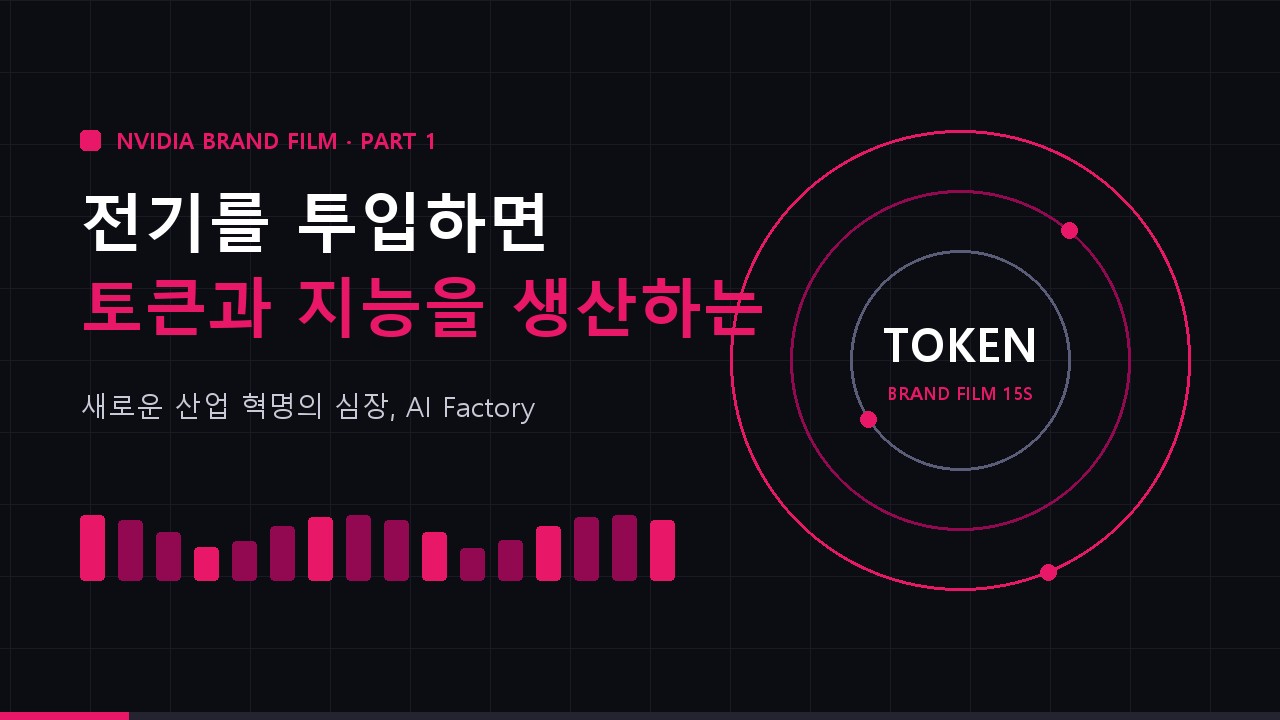 NVIDIA BRAND FILM · PART 1
전기를 투입하면
토큰과 지능을 생산하는
새로운 산업 혁명의 심장, AI Factory
TOKEN
BRAND FILM 15S